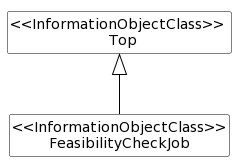 <<InformationObjectClass>>
Top
<<InformationObjectClass>>
FeasibilityCheckJob